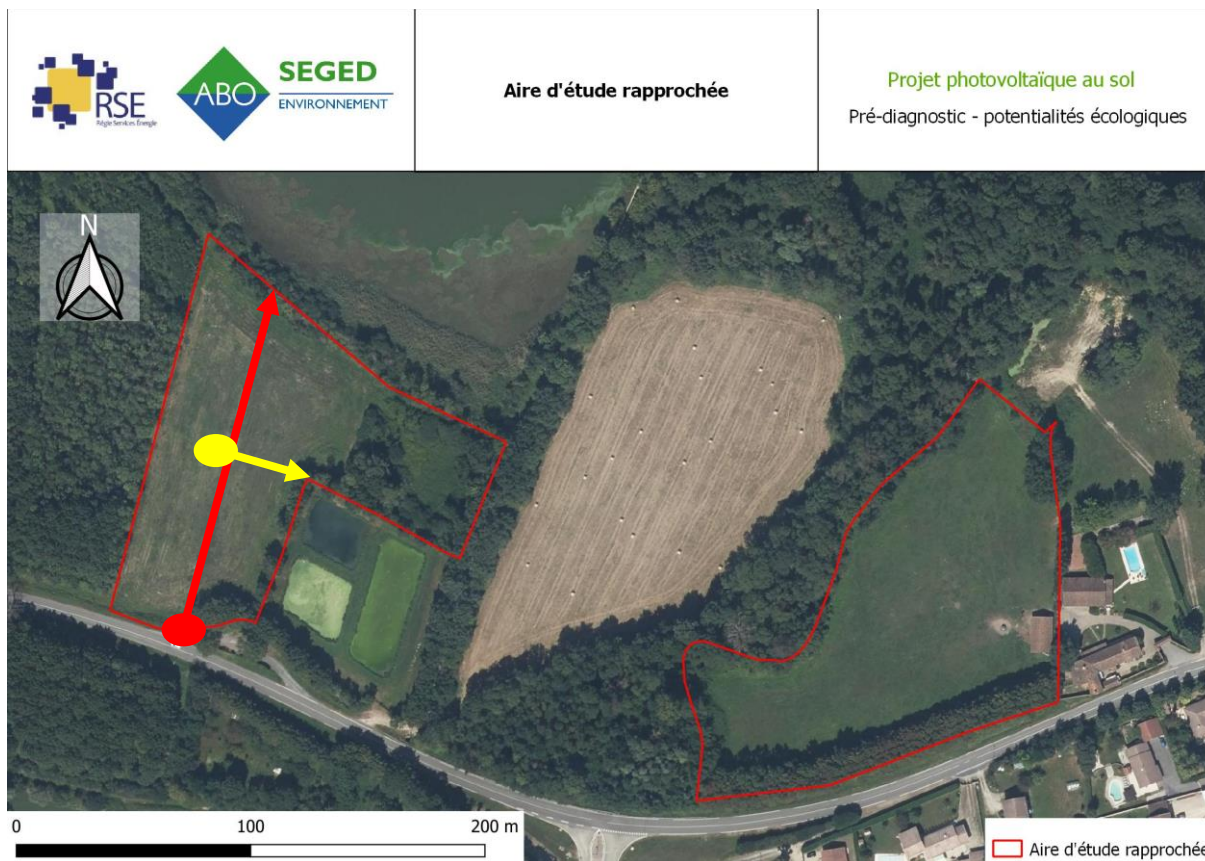 RSE
Régie Services Énergie
ABO
SEGED
ENVIRONNEMENT
Aire d'étude rapprochée
Projet photovoltaïque au sol
Pré-diagnostic - potentialités écologiques
N
0
100
200 m
Aire d'étude rapprochée